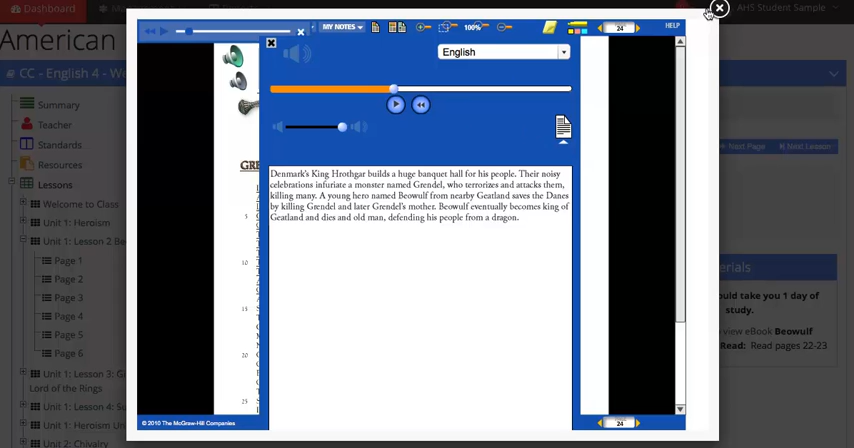 Dashboard
AHS Student Sample
American
CC - English 4 - We
Summary
Teacher
Standards
Resources
Lessons
Welcome to Class
Unit 1: Heroism
Unit 1: Lesson 2 Be
Page 1
Page 2
Page 3
Page 4
Page 5
Page 6
Unit 1: Lesson 3: Gi
Lord of the Rings
Unit 1: Lesson 4: Su
Unit 1: Heroism Un
Unit 2: Chivalry
MY NOTES
100%
24
HELP
English
GRE
5
10
15
20
25
Denmark's King Hrothgar builds a huge banquet hall for his people. Their noisy
celebrations infuriate a monster named Grendel, who terrorizes and attacks them,
killing many. A young hero named Beowulf from nearby Geatland saves the Danes
by killing Grendel and later Grendel's mother. Beowulf eventually becomes king of
Geatland and dies and old man, defending his people from a dragon.
© 2010 The McGraw-Hill Companies
24
Next Page
Next Lesson
erials
ould take you 1 day of
study.
view eBook Beowulf
Read: Read pages 22-23